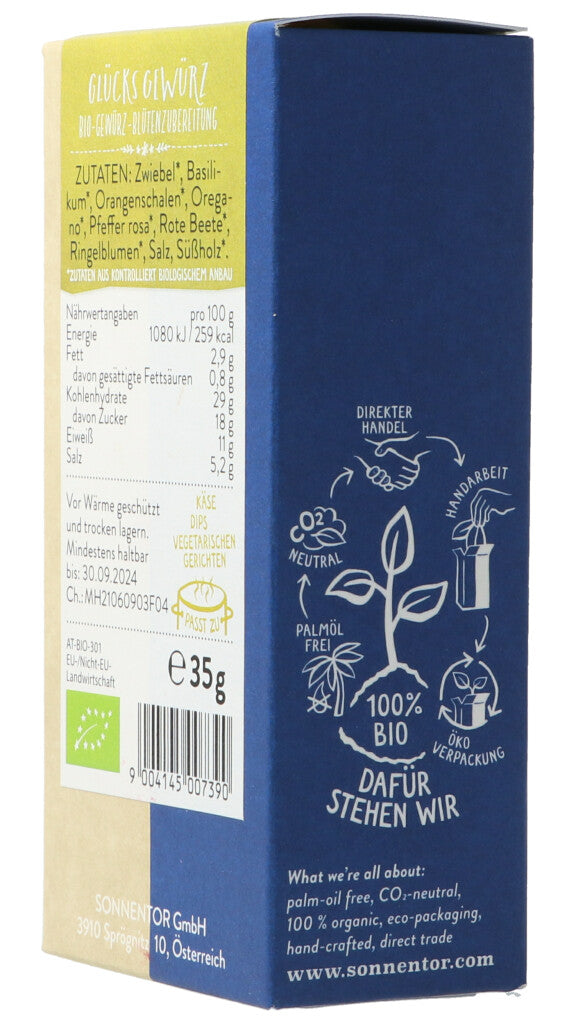 GLÜCKS GEWÜRZ
BIO-GEWÜRZ-BLÜTENZUBEREITUNG
ZUTATEN: Zwiebel*, Basili-
kum*, Orangenschalen*, Orega-
no*, Pfeffer rosa*, Rote Beete*,
Ringelblumen*, Salz, Süßholz*.
*ZUTATEN AUS KONTROLLIERT BIOLOGISCHEM ANBAU
Nährwertangaben pro 100 g
Energie 1080 kJ / 259 kcal
Fett 2,9 g
davon gesättigte Fettsäuren 0,8 g
Kohlenhydrate 29 g
davon Zucker 18 g
Eiweiß 11 g
Salz 5,2 g
Vor Wärme geschützt
und trocken lagern.
Mindestens haltbar
bis: 30.09.2024
Ch.: MH21060903F04
KÄSE
DIPS
VEGETARISCHEN
GERICHTEN
PASST ZU
AT-BIO-301
EU-/Nicht-EU-
Landwirtschaft
e 35g
9 004145 007390
SONNENTOR GmbH
3910 Sprögnitz 10, Österreich
DIREKTER
HANDEL
HANDARBEIT
CO2
NEUTRAL
PALMÖL
FREI
100%
BIO
ÖKO
VERPACKUNG
DAFÜR
STEHEN WIR
What we're all about:
palm-oil free, CO₂-neutral,
100 % organic, eco-packaging,
hand-crafted, direct trade
www.sonnentor.com